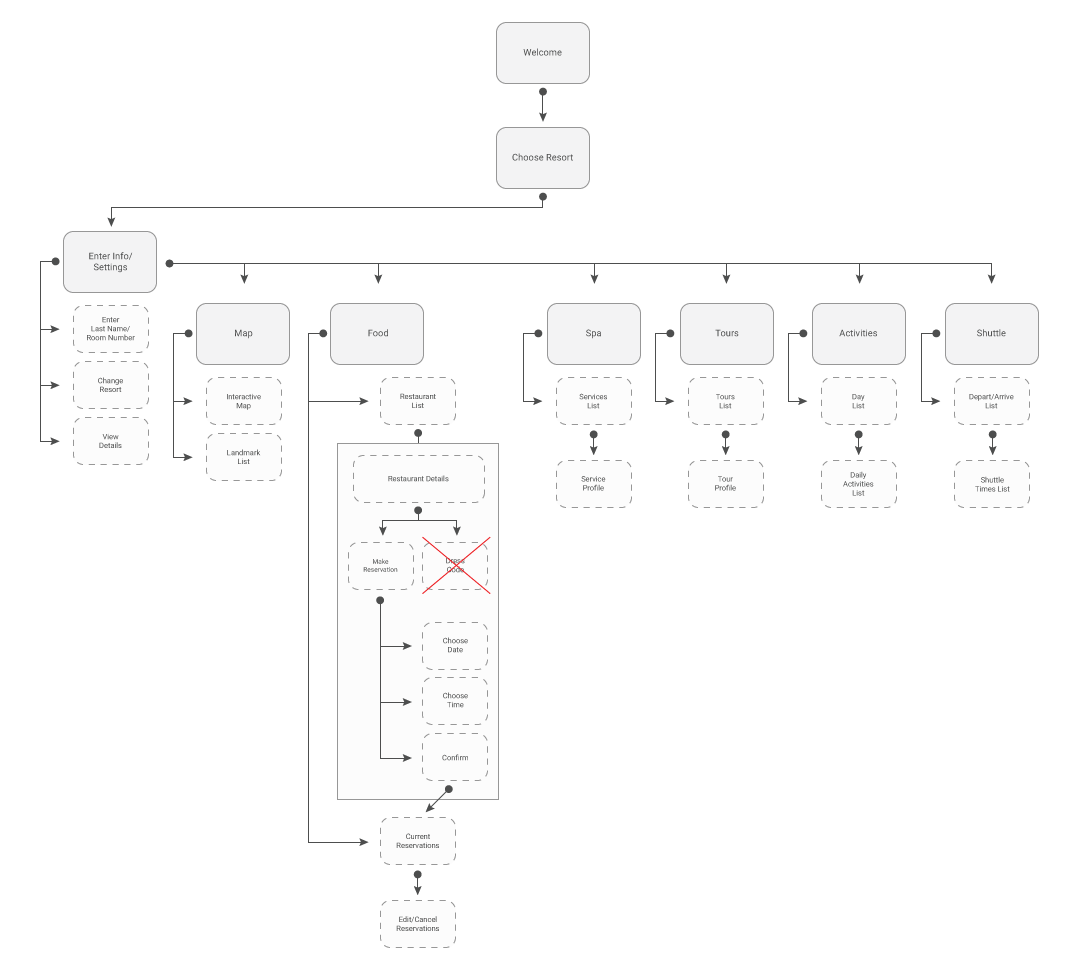 Welcome
Choose Resort
Enter Info/
Settings
Enter
Last Name/
Room Number
Change
Resort
View
Details
Map
Interactive
Map
Landmark
List
Food
Restaurant
List
Restaurant Details
Make
Reservation
Dress
Code
Choose
Date
Choose
Time
Confirm
Current
Reservations
Edit/Cancel
Reservations
Spa
Services
List
Service
Profile
Tours
Tours
List
Tour
Profile
Activities
Day
List
Daily
Activities
List
Shuttle
Depart/Arrive
List
Shuttle
Times List